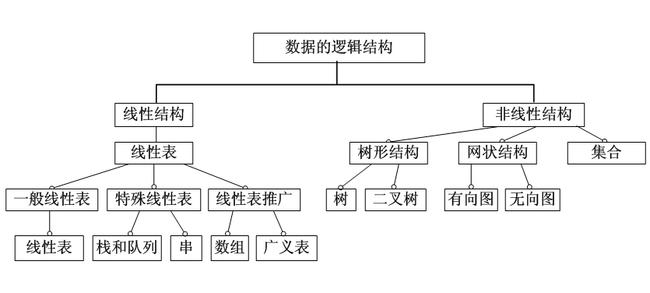 数据的逻辑结构
线性结构
非线性结构
线性表
树形结构
网状结构
集合
一般线性表
特殊线性表
线性表推广
树
二叉树
有向图
无向图
线性表
栈和队列
串
数组
广义表